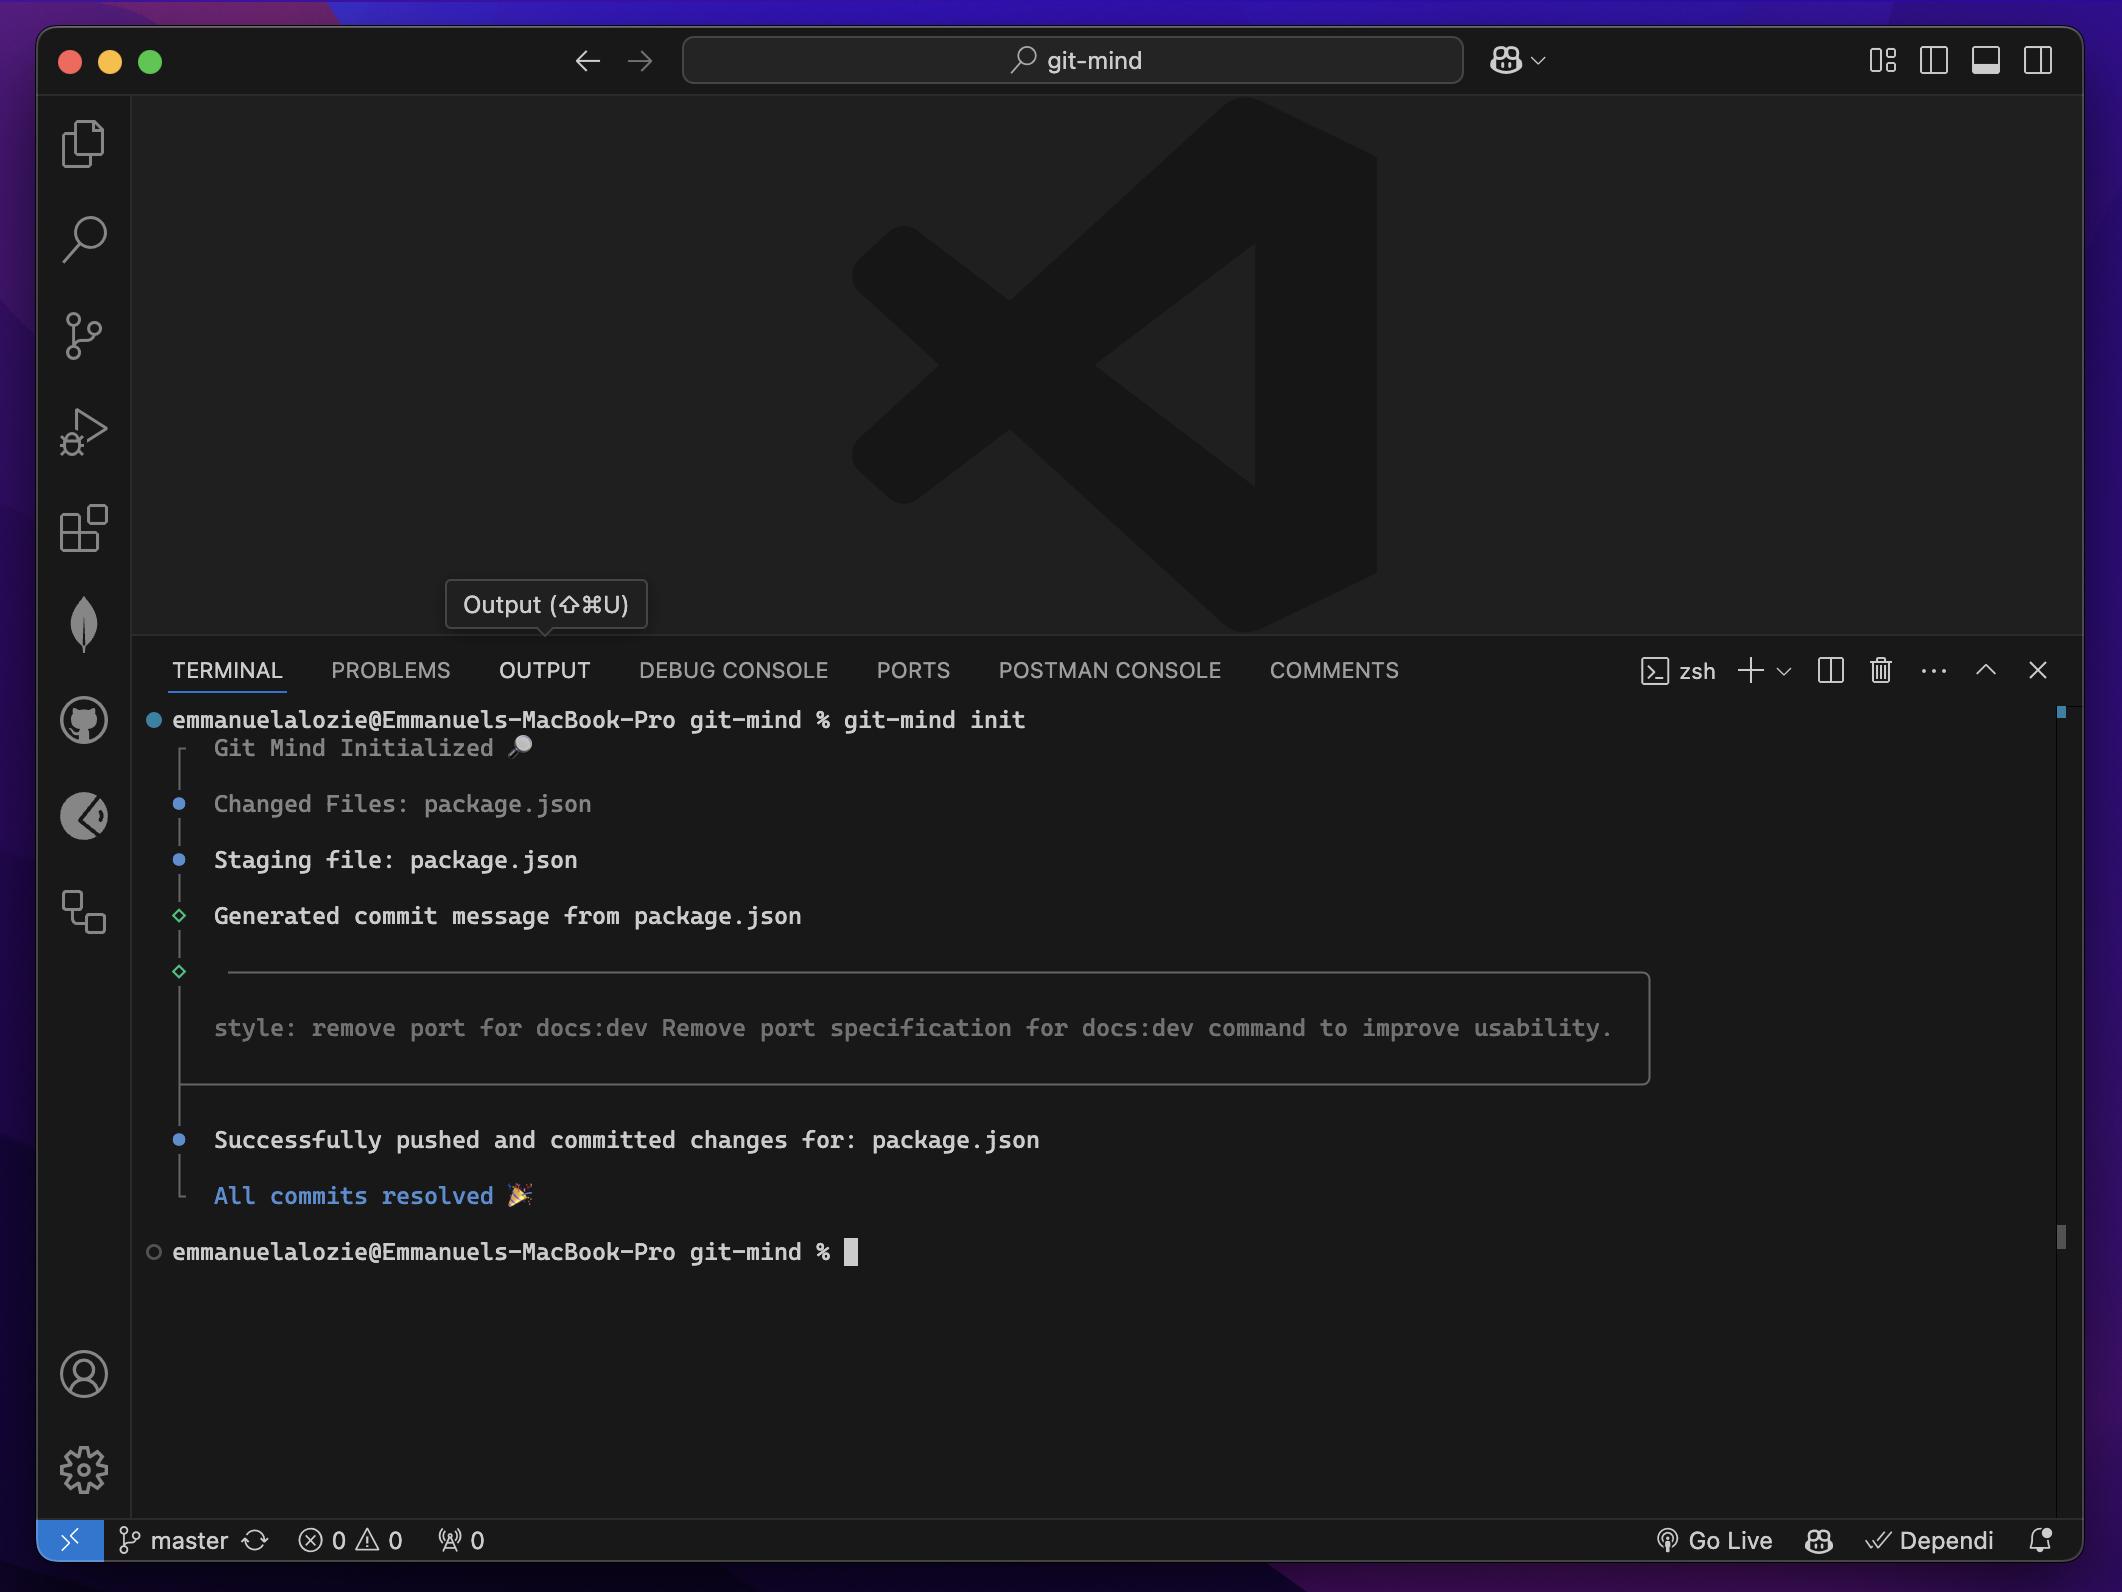 git-mind
Output (⇧⌘U)
TERMINAL PROBLEMS OUTPUT DEBUG CONSOLE PORTS POSTMAN CONSOLE COMMENTS zsh
emmanuelalozie@Emmanuels-MacBook-Pro git-mind % git-mind init
Git Mind Initialized 🔎
Changed Files: package.json
Staging file: package.json
Generated commit message from package.json
style: remove port for docs:dev Remove port specification for docs:dev command to improve usability.
Successfully pushed and committed changes for: package.json
All commits resolved 🎉
emmanuelalozie@Emmanuels-MacBook-Pro git-mind %
master 0 0 0 Go Live Dependi